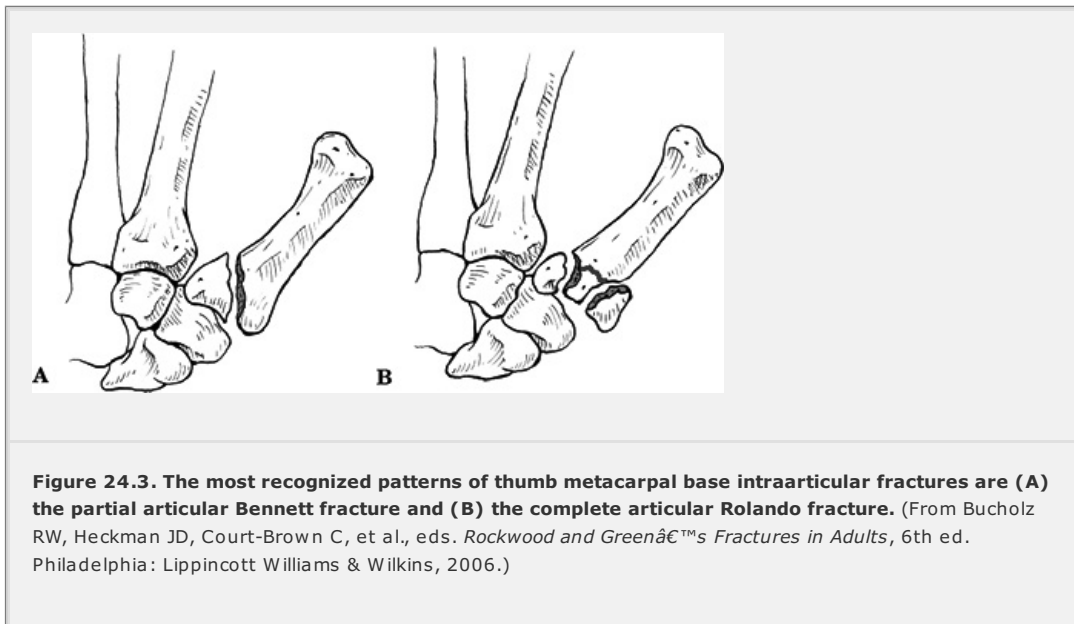 A
B
Figure 24.3. The most recognized patterns of thumb metacarpal base intraarticular fractures are (A)
the partial articular Bennett fracture and (B) the complete articular Rolando fracture. (From Bucholz
RW, Heckman JD, Court-Brown C, et al., eds. Rockwood and Greenâ€™s Fractures in Adults, 6th ed.
Philadelphia: Lippincott Williams & Wilkins, 2006.)